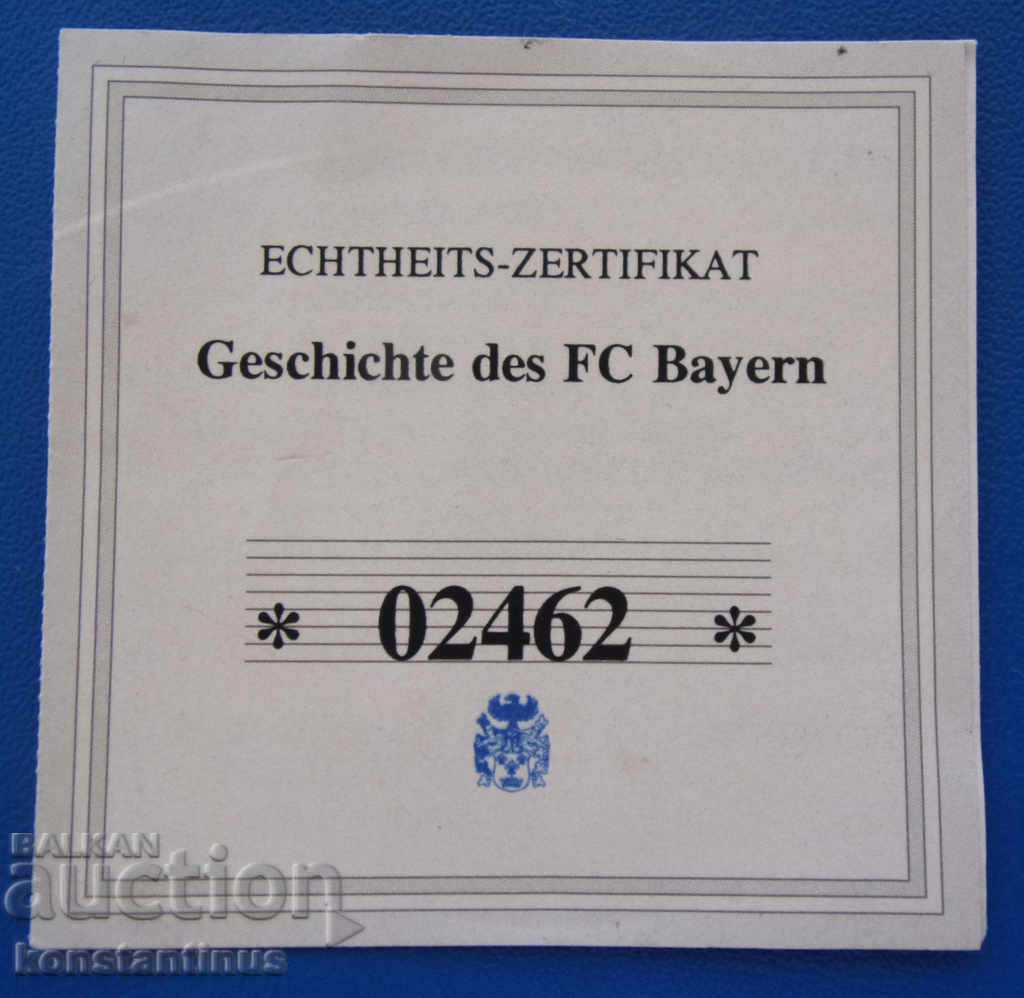 ECHTHEITS-ZERTIFIKAT
Geschichte des FC Bayern
* 02462 *
BALKAN
auction
konstantinus